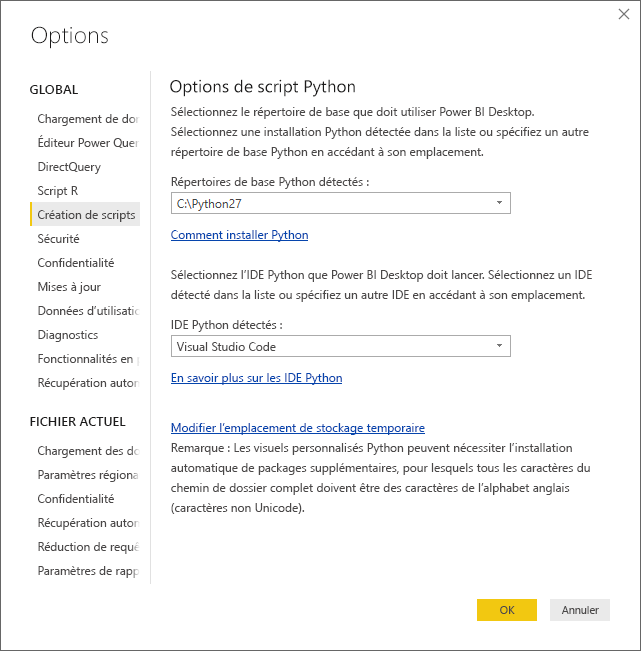 Options
GLOBAL
Chargement de
Éditeur Power
DirectQuery
Script R
Création de scripts
Sécurité
Confidentialité
Mises à jour
Données
Diagnostics
Fonctionnalités en
Récupération
FICHIER ACTUEL
Chargement des
Paramètres
Confidentialité
Récupération
Réduction de
Paramètres de
Options de script Python
Sélectionnez le répertoire de base que doit utiliser Power BI Desktop.
Sélectionnez une installation Python détectée dans la liste ou spécifiez un autre
répertoire de base Python en accédant à son emplacement.
Répertoires de base Python détectés :
C:\Python27
Comment installer Python
Sélectionnez l’IDE Python que Power BI Desktop doit lancer. Sélectionnez un IDE
détecté dans la liste ou spécifiez un autre IDE en accédant à son emplacement.
IDE Python détectés :
Visual Studio Code
En savoir plus sur les IDE Python
Modifier l’emplacement de stockage temporaire
Remarque : Les visuels personnalisés Python peuvent nécessiter l’installation
automatique de packages supplémentaires, pour lesquels tous les caractères du
chemin de dossier complet doivent être des caractères de l’alphabet anglais
(caractères non Unicode).
OK
Annuler